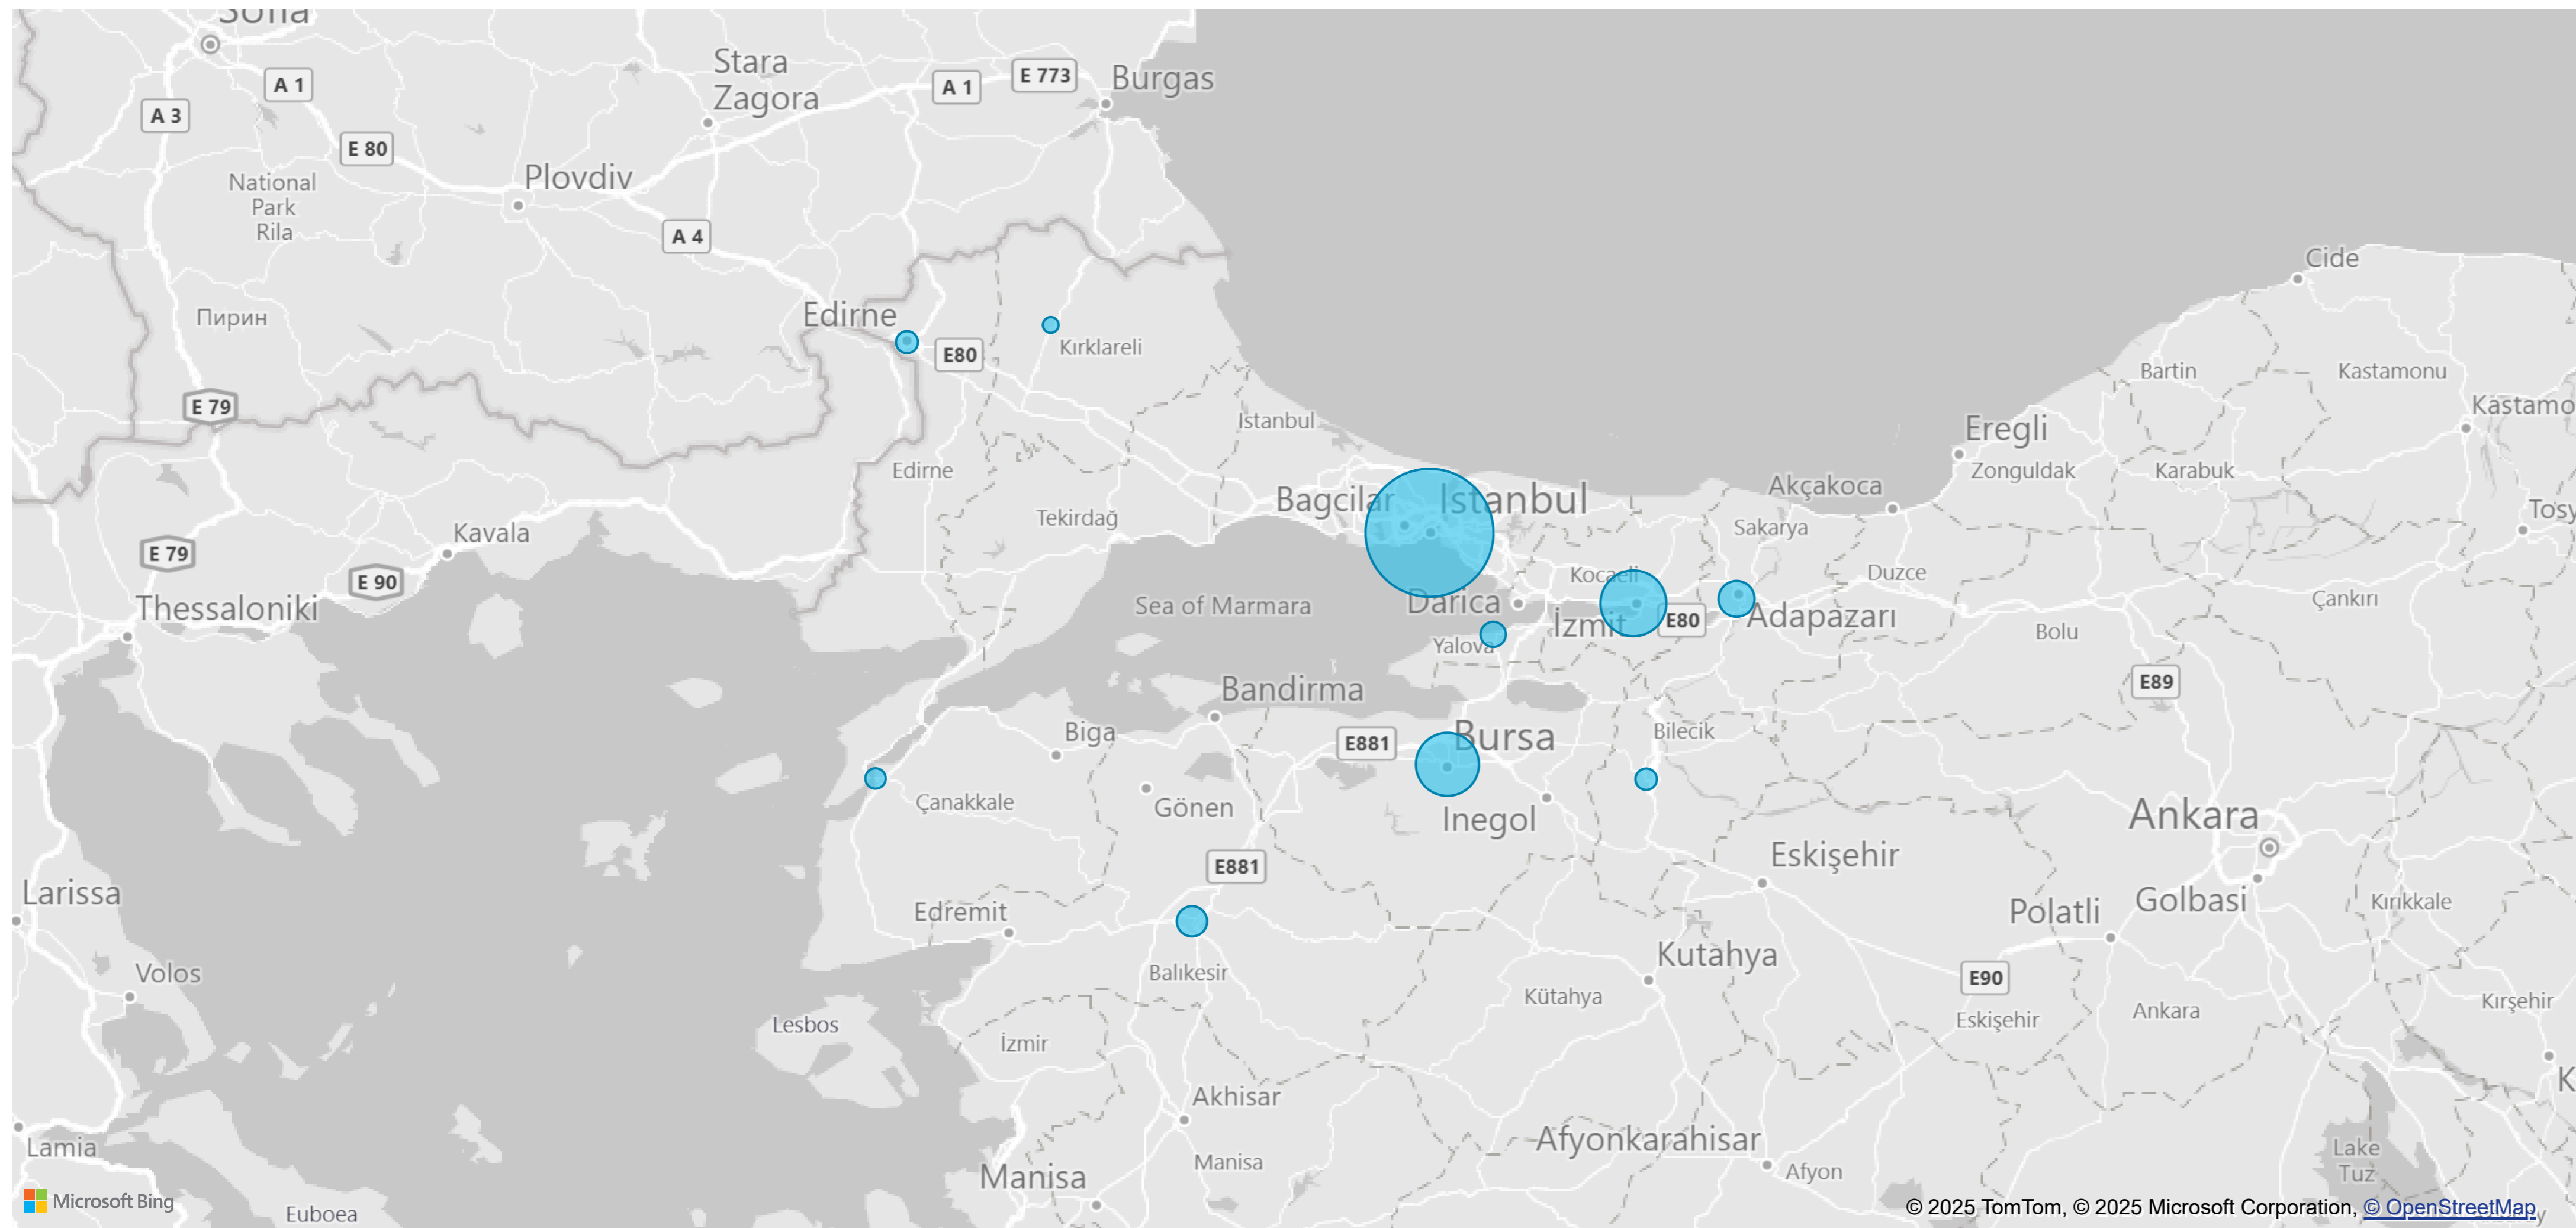 Sofia
A 1
A 3
Stara
Zagora
A 1
E 773
Burgas
E 80
National
Park
Rila
Plovdiv
A 4
Cide
Пирин
Edirne
E80
Kırklareli
Bartin
Kastamonu
E 79
Istanbul
Eregli
Kastamo
Edirne
Zonguldak
Karabuk
Bagcilar
Istanbul
Akçakoca
Tekirdağ
Sakarya
Tosy
Kavala
E 79
E 90
Kocaeli
Duzce
Thessaloniki
Sea of Marmara
Darica
İzmit
E80
Adapazarı
Çankırı
Yalova
Bolu
Bandirma
E89
Biga
E881
Bursa
Bilecik
Çanakkale
Gönen
Inegol
Ankara
E881
Eskişehir
Larissa
Edremit
Polatli
Golbasi
Kırıkkale
Volos
Balıkesir
Kutahya
E90
Kütahya
Kırşehir
Lesbos
İzmir
Eskişehir
Ankara
K
Akhisar
Lamia
Afyonkarahisar
Lake
Tuz
Manisa
Manisa
Afyon
Microsoft Bing
Euboea
© 2025 TomTom, © 2025 Microsoft Corporation, © OpenStreetMap